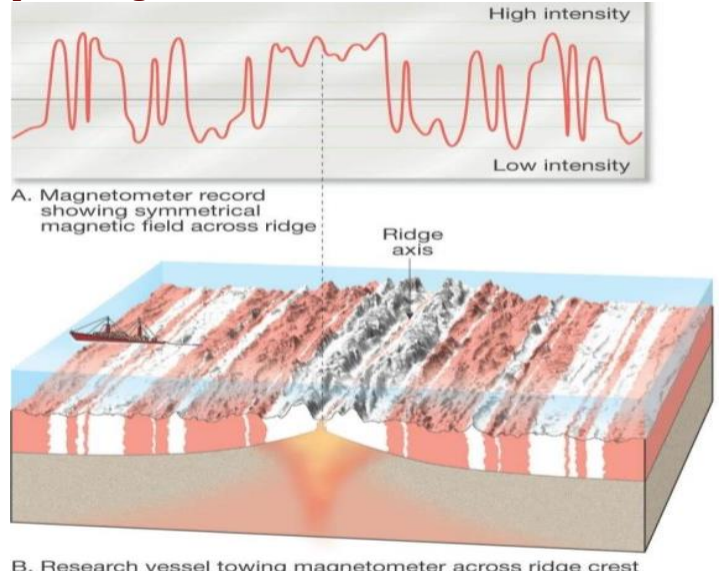 High intensity
Low intensity
A. Magnetometer record
showing symmetrical
magnetic field across ridge
Ridge
axis
B. Research vessel towing magnetometer across ridge crest